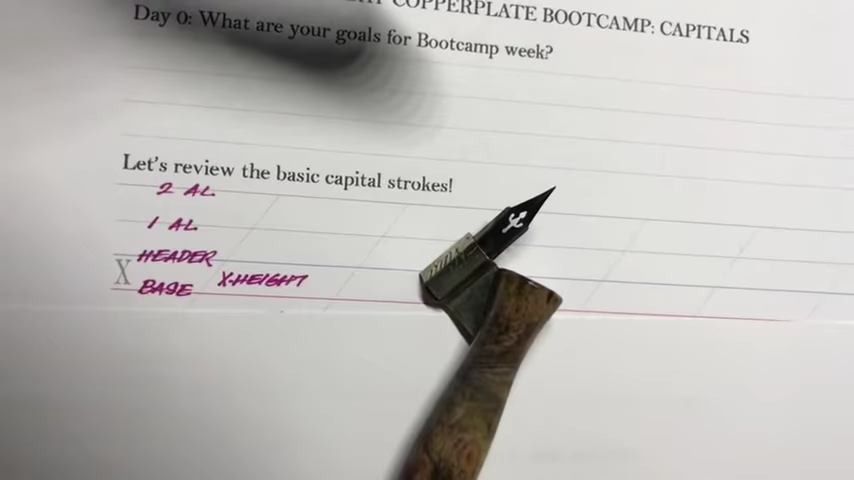 COPPERPLATE BOOTCAMP: CAPITALS
Day 0: What are your goals for Bootcamp week?
Let's review the basic capital strokes!
2 AL
1 AL
HEADER
X
BASE
X-HEIGHT